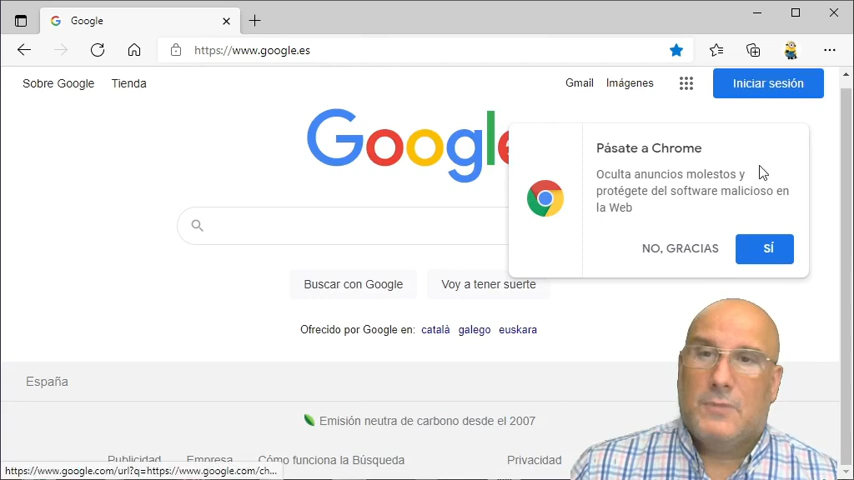 Google
https://www.google.es
Sobre Google Tienda
Gmail Imágenes
Iniciar sesión
Google
Pásate a Chrome
Oculta anuncios molestos y
protégete del software malicioso en
la Web
NO, GRACIAS SÍ
Buscar con Google Voy a tener suerte
Ofrecido por Google en: català galego euskara
España
Emisión neutra de carbono desde el 2007
Publicidad Empresa Cómo funciona la Búsqueda Privacidad
https://www.google.com/url?q=https://www.google.com/ch...